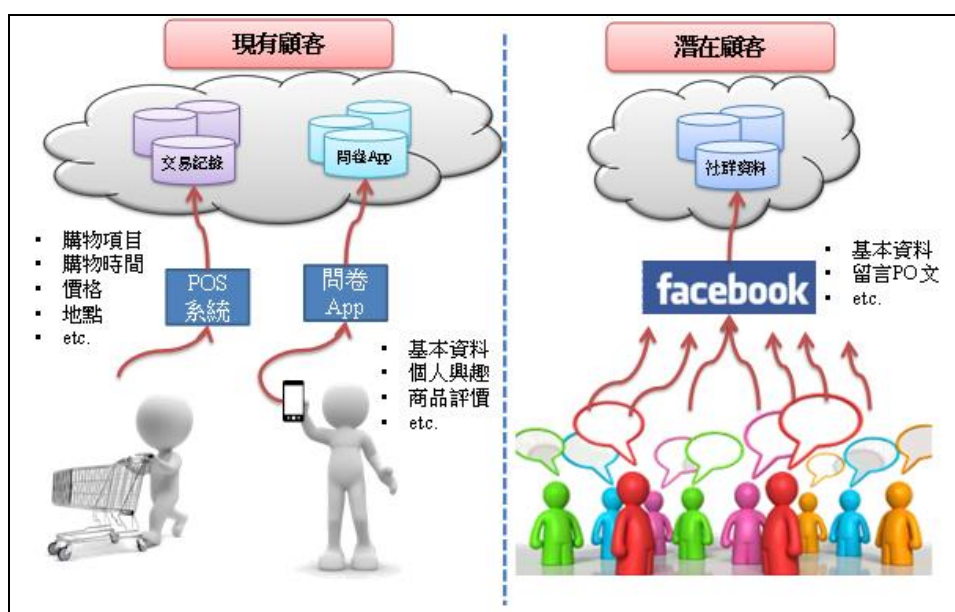 現有顧客
交易紀錄
問卷App
▪ 購物項目
▪ 購物時間
▪ 價格
▪ 地點
▪ etc.
POS
系統
問卷
App
▪ 基本資料
▪ 個人興趣
▪ 商品評價
▪ etc.
潛在顧客
社群資料
facebook
▪ 基本資料
▪ 留言PO文
▪ etc.